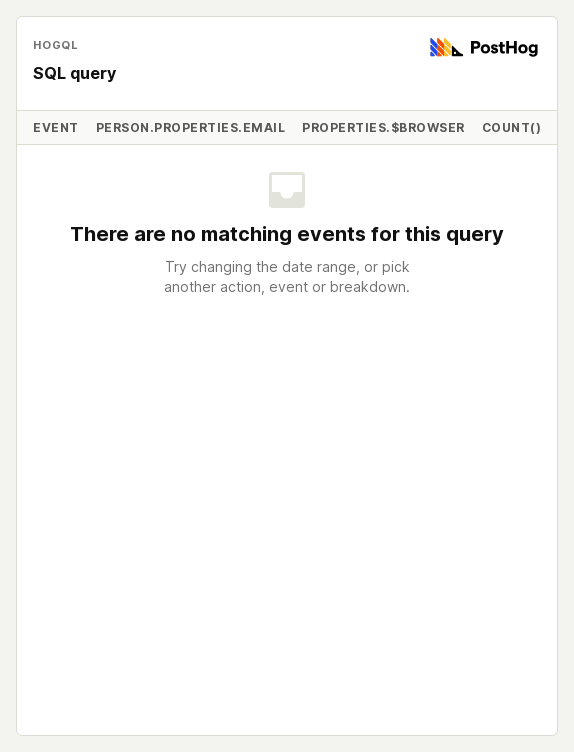 HOGQL
SQL query
PostHog
EVENT PERSON.PROPERTIES.EMAIL PROPERTIES.$BROWSER COUNT()
There are no matching events for this query
Try changing the date range, or pick
another action, event or breakdown.